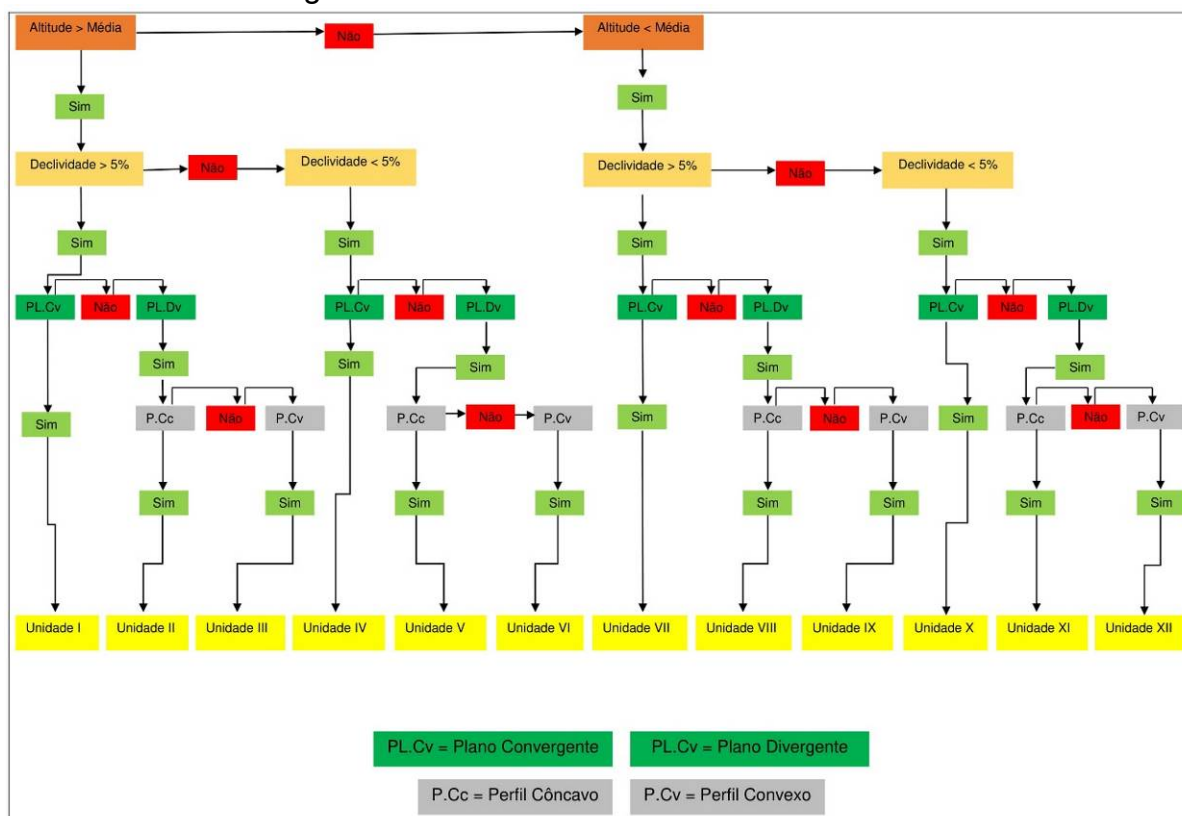 Altitude > Média
Não
Altitude < Média
Sim
Sim
Declividade > 5%
Não
Declividade < 5%
Declividade > 5%
Não
Declividade < 5%
Sim
Sim
Sim
Sim
PL.Cv
Não
PL.Dv
PL.Cv
Não
PL.Dv
PL.Cv
Não
PL.Dv
PL.Cv
Não
PL.Dv
Sim
Sim
Sim
Sim
Sim
P.Cc
Não
P.Cv
P.Cc
Não
P.Cv
P.Cc
Não
P.Cv
P.Cc
Não
P.Cv
Sim
Sim
Sim
Sim
Sim
Sim
Sim
Sim
Sim
Sim
Sim
Unidade I
Unidade II
Unidade III
Unidade IV
Unidade V
Unidade VI
Unidade VII
Unidade VIII
Unidade IX
Unidade X
Unidade XI
Unidade XII
PL.Cv = Plano Convergente
PL.Cv = Plano Divergente
P.Cc = Perfil Côncavo
P.Cv = Perfil Convexo